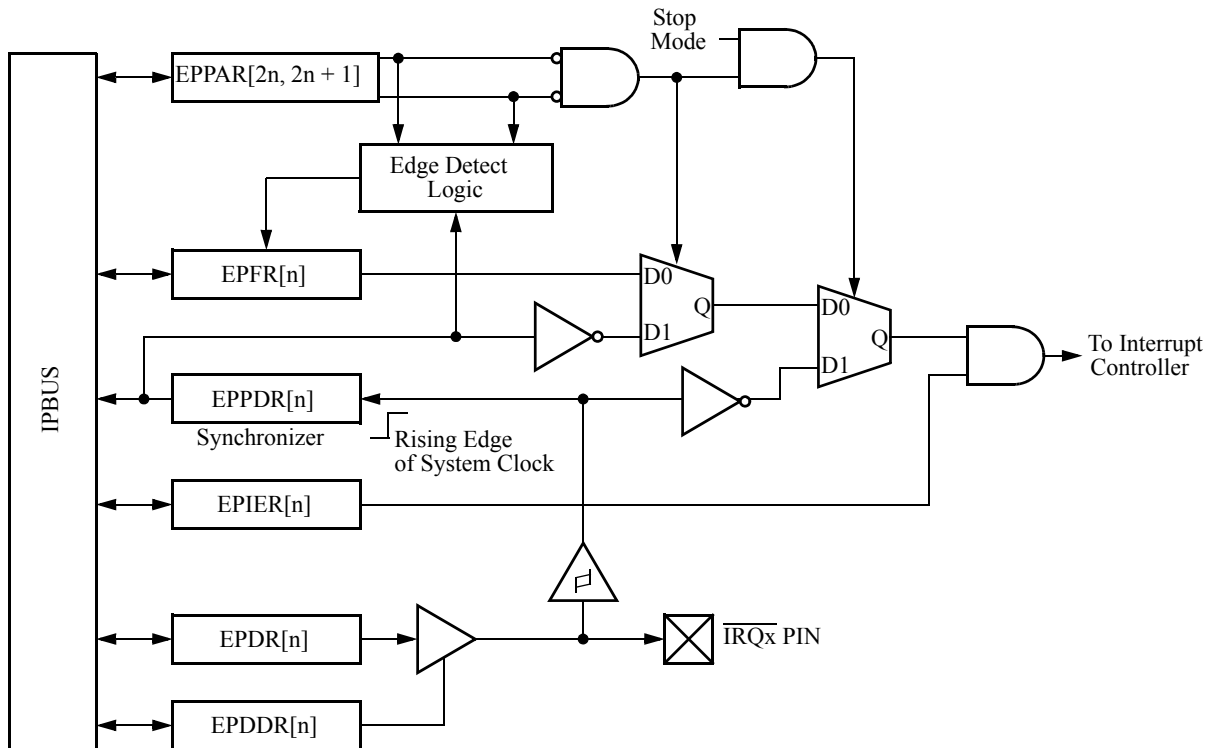 Stop
Mode
EPPAR[2n, 2n + 1]
Edge Detect
Logic
EPFR[n]
D0
D1
Q
D0
D1
Q
To Interrupt
Controller
IPBUS
EPPDR[n]
Synchronizer
Rising Edge
of System Clock
EPIER[n]
EPDR[n]
IRQx PIN
EPDDR[n]